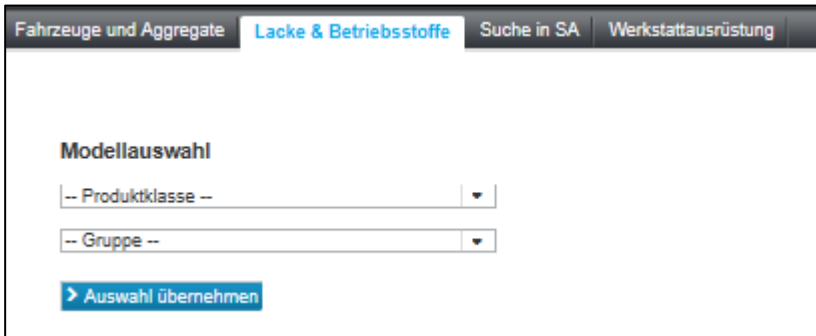 Fahrzeuge und Aggregate Lacke & Betriebsstoffe Suche in SA Werkstattausrüstung
Modellauswahl
-- Produktklasse --
-- Gruppe --
Auswahl übernehmen